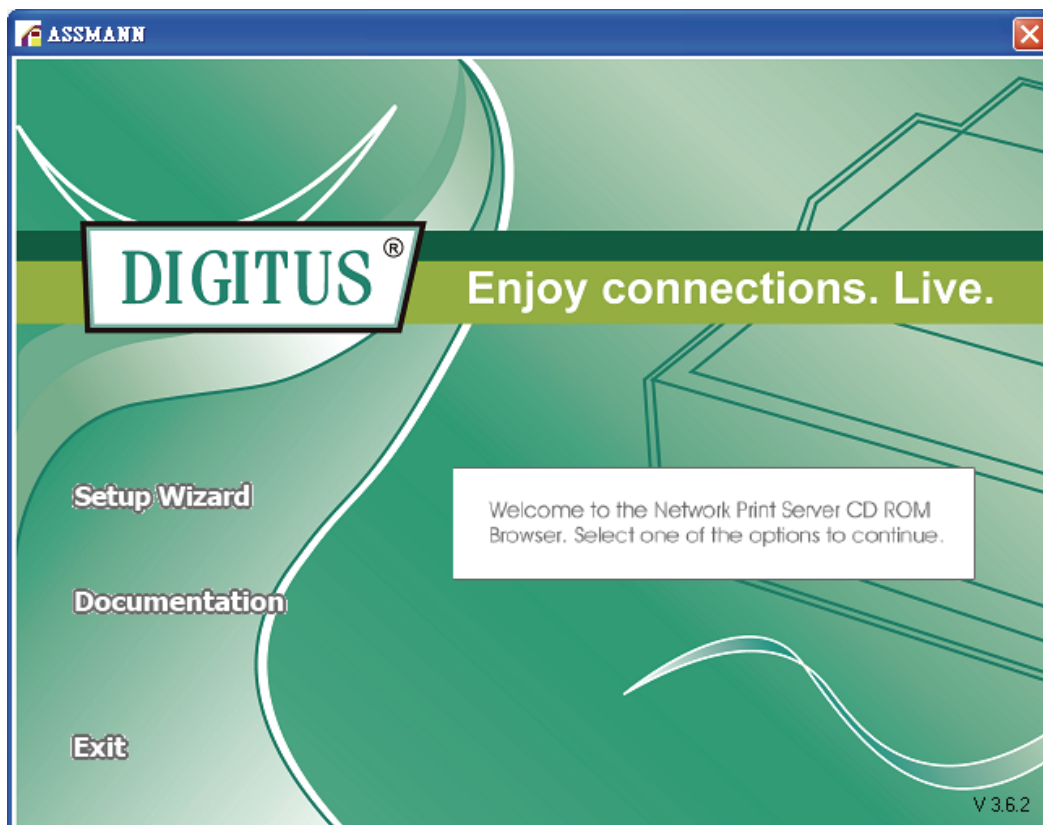 ASSMANN
DIGITUS®
Enjoy connections. Live.
Setup Wizard
Welcome to the Network Print Server CD ROM
Browser. Select one of the options to continue.
Documentation
Exit
V 3.6.2